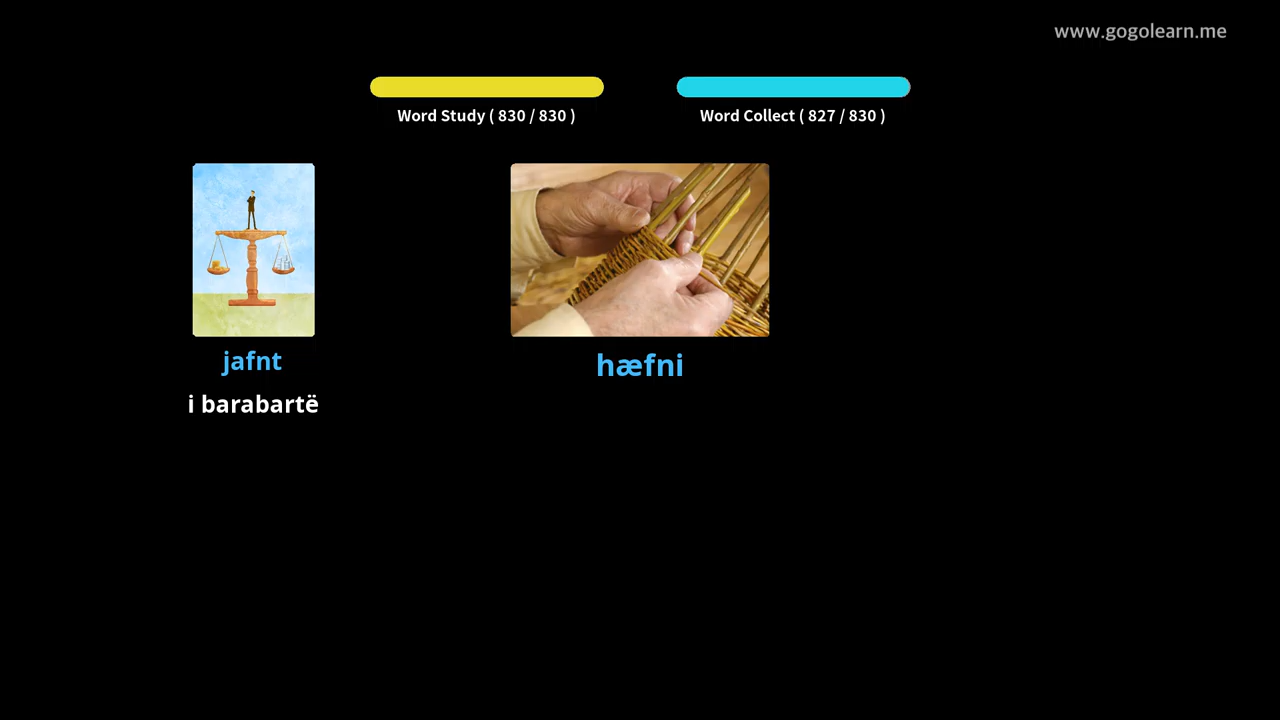 www.gogolearn.me
Word Study ( 830 / 830 )
Word Collect ( 827 / 830 )
jafnt
i barabartë
hæfni